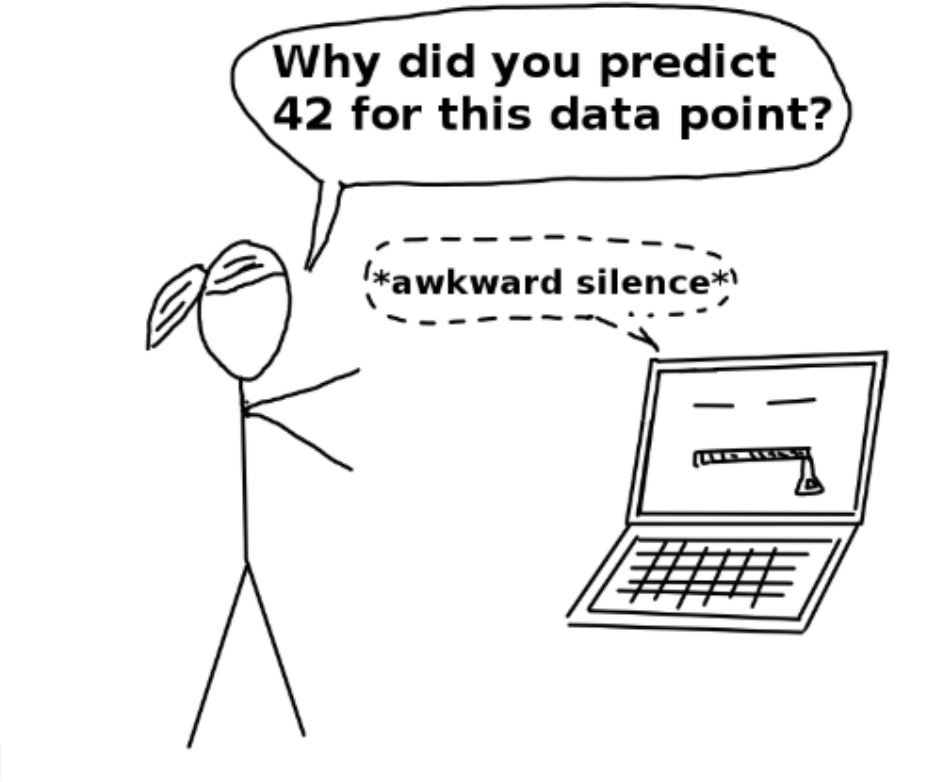 Why did you predict
42 for this data point?
*awkward silence*